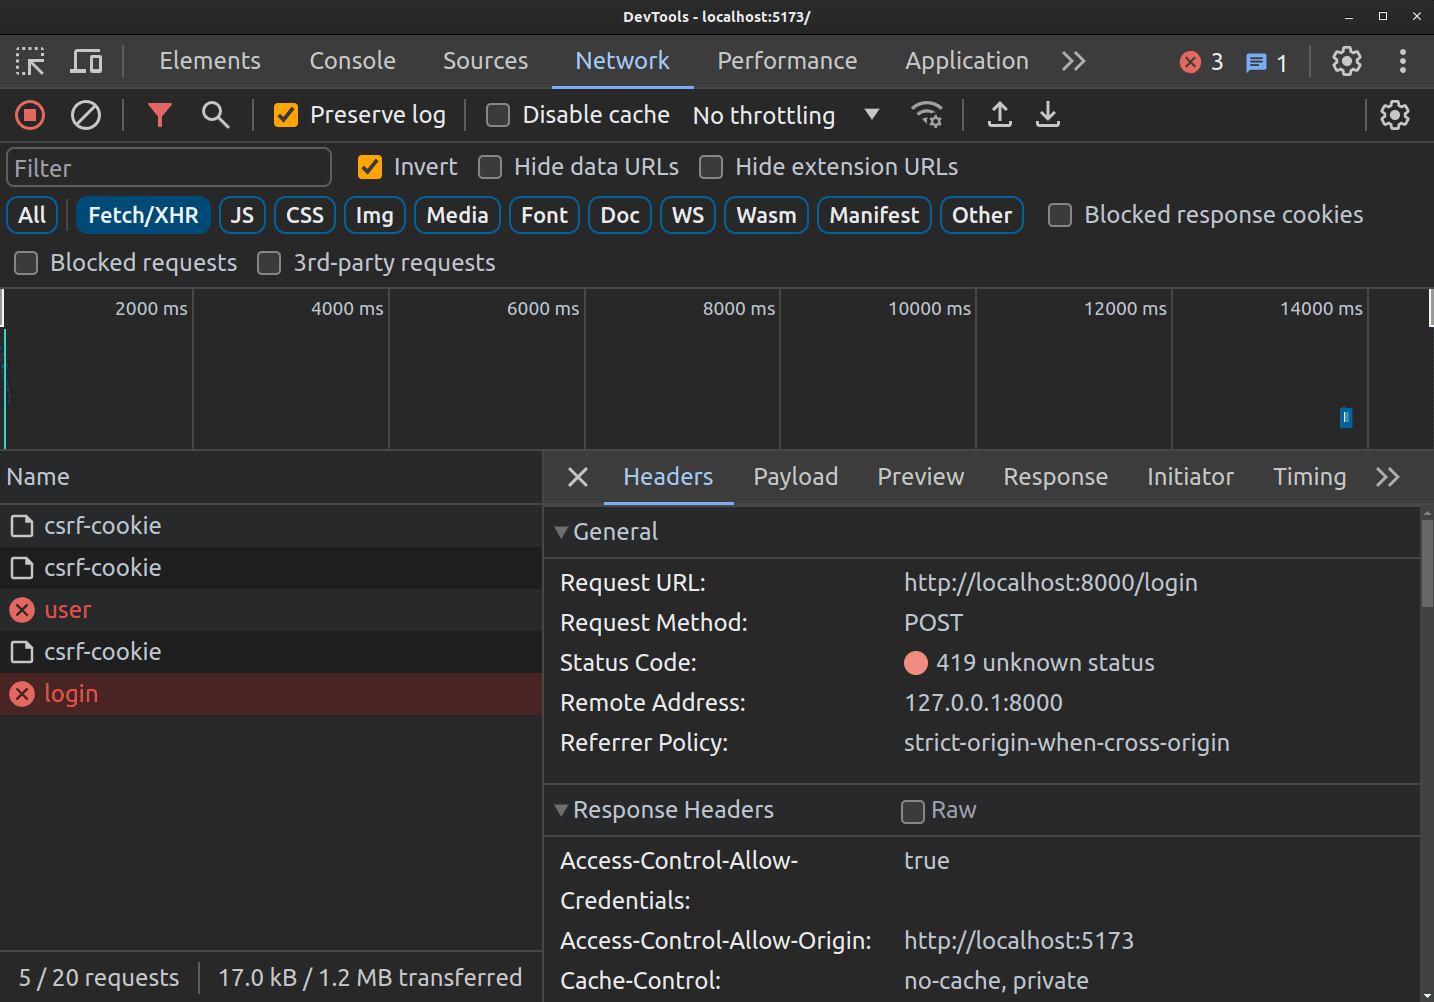 DevTools - localhost:5173/
Elements Console Sources Network Performance Application 3 1
Preserve log Disable cache No throttling
Filter Invert Hide data URLs Hide extension URLs
All Fetch/XHR JS CSS Img Media Font Doc WS Wasm Manifest Other Blocked response cookies
Blocked requests 3rd-party requests
2000 ms 4000 ms 6000 ms 8000 ms 10000 ms 12000 ms 14000 ms
Name
csrf-cookie
csrf-cookie
user
csrf-cookie
login
5 / 20 requests 17.0 kB / 1.2 MB transferred
Headers Payload Preview Response Initiator Timing
General
Request URL: http://localhost:8000/login
Request Method: POST
Status Code: 419 unknown status
Remote Address: 127.0.0.1:8000
Referrer Policy: strict-origin-when-cross-origin
Response Headers Raw
Access-Control-Allow- true
Credentials:
Access-Control-Allow-Origin: http://localhost:5173
Cache-Control: no-cache, private